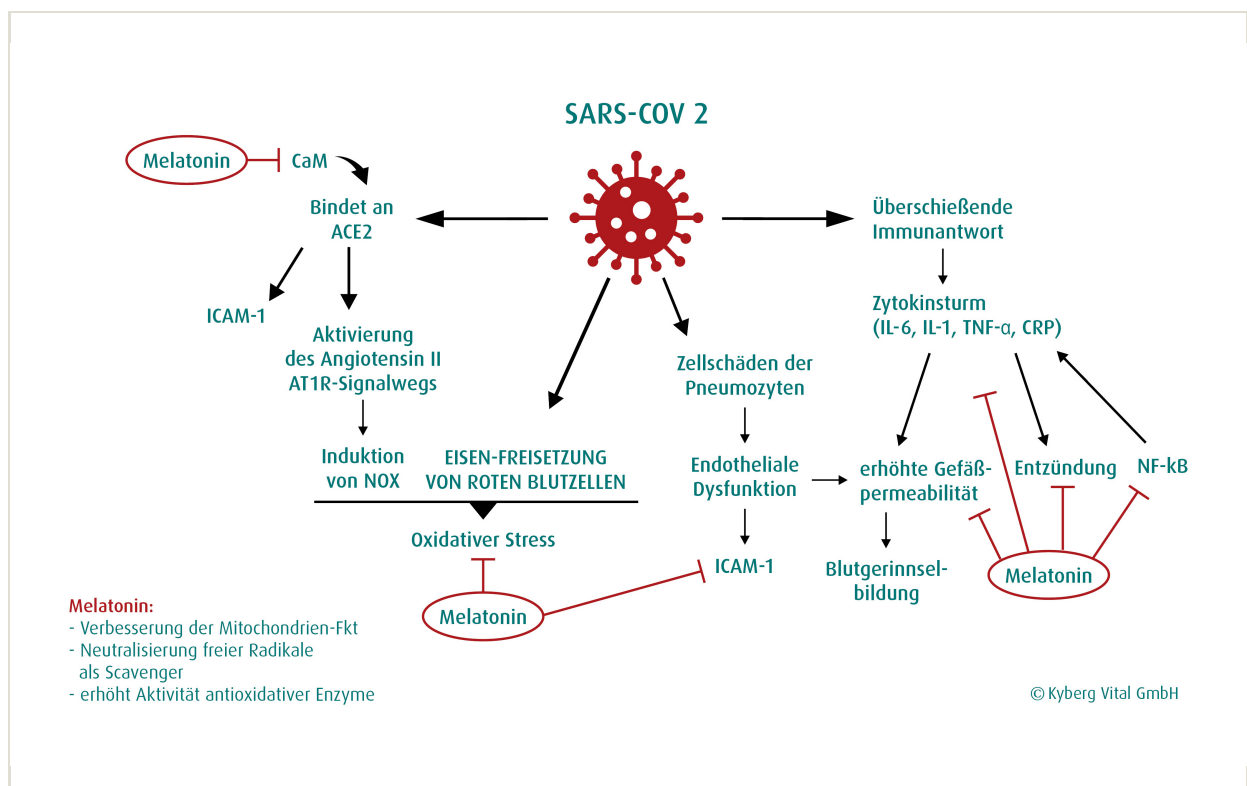 SARS-COV 2
Melatonin
CaM
Bindet an
ACE2
ICAM-1
Aktivierung
des Angiotensin II
AT1R-Signalwegs
Induktion
von NOX
EISEN-FREISETZUNG
VON ROTEN BLUTZELLEN
Oxidativer Stress
Melatonin
Zellschäden der
Pneumozyten
Endotheliale
Dysfunktion
ICAM-1
Überschießende
Immunantwort
Zytokinsturm
(IL-6, IL-1, TNF-α, CRP)
erhöhte Gefäß-
permeabilität
Entzündung
NF-kB
Blutgerinnsel-
bildung
Melatonin
Melatonin:
- Verbesserung der Mitochondrien-Fkt
- Neutralisierung freier Radikale
als Scavenger
- erhöht Aktivität antioxidativer Enzyme
© Kyberg Vital GmbH